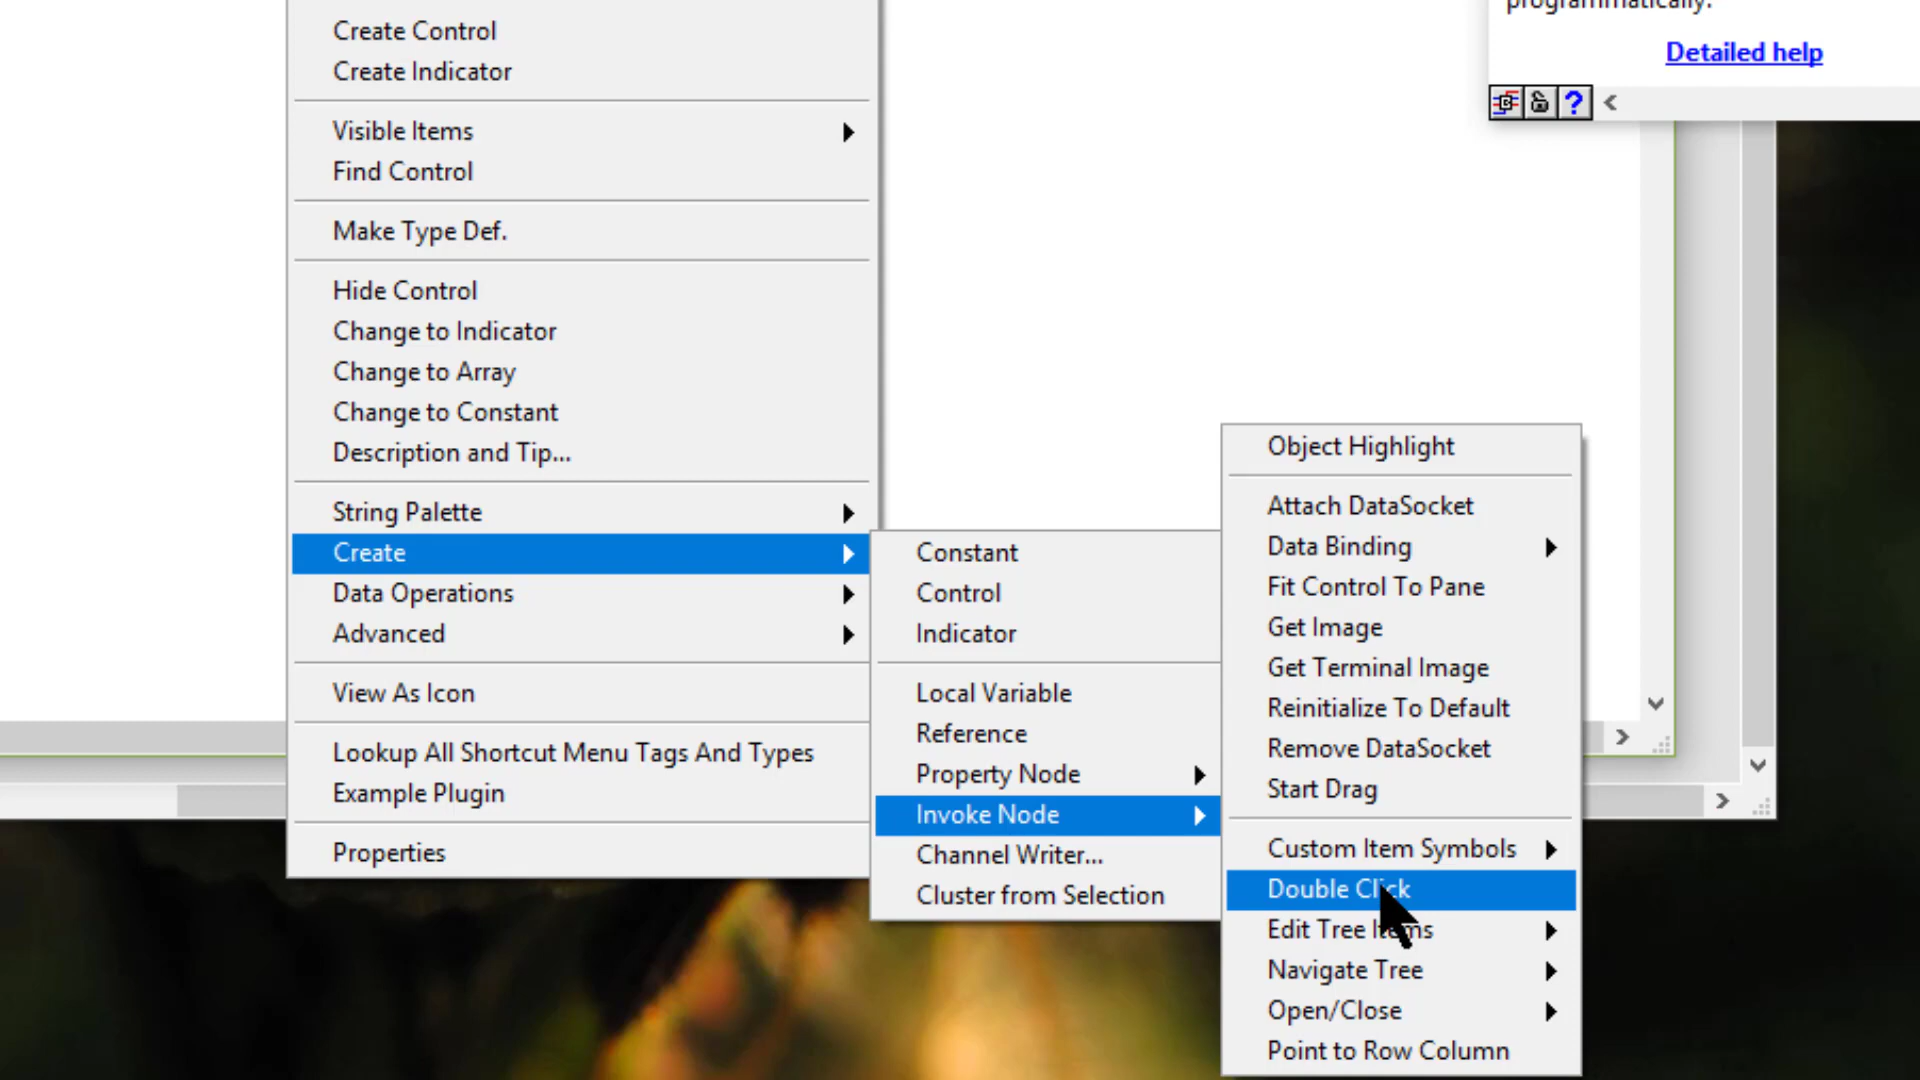 programmatically.
Detailed help
Create Control
Create Indicator
Visible Items
Find Control
Make Type Def.
Hide Control
Change to Indicator
Change to Array
Change to Constant
Description and Tip...
String Palette
Create
Data Operations
Advanced
View As Icon
Lookup All Shortcut Menu Tags And Types
Example Plugin
Properties
Constant
Control
Indicator
Local Variable
Reference
Property Node
Invoke Node
Channel Writer...
Cluster from Selection
Object Highlight
Attach DataSocket
Data Binding
Fit Control To Pane
Get Image
Get Terminal Image
Reinitialize To Default
Remove DataSocket
Start Drag
Custom Item Symbols
Double Click
Edit Tree Items
Navigate Tree
Open/Close
Point to Row Column